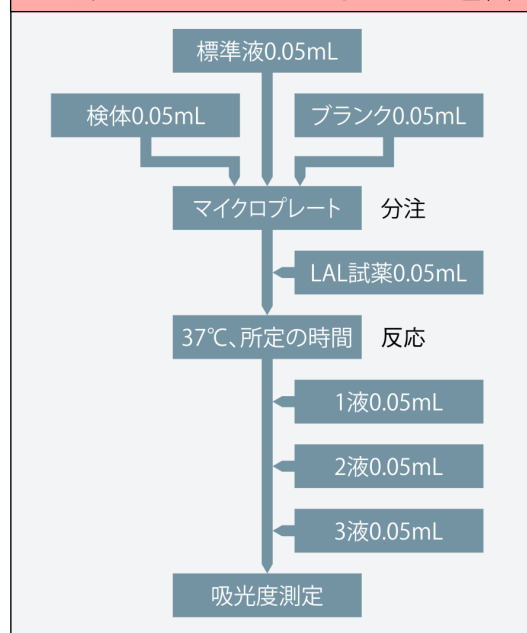 標準液0.05mL
検体0.05mL
ブランク0.05mL
マイクロプレート 分注
LAL試薬0.05mL
37℃、所定の時間 反応
1液0.05mL
2液0.05mL
3液0.05mL
吸光度測定